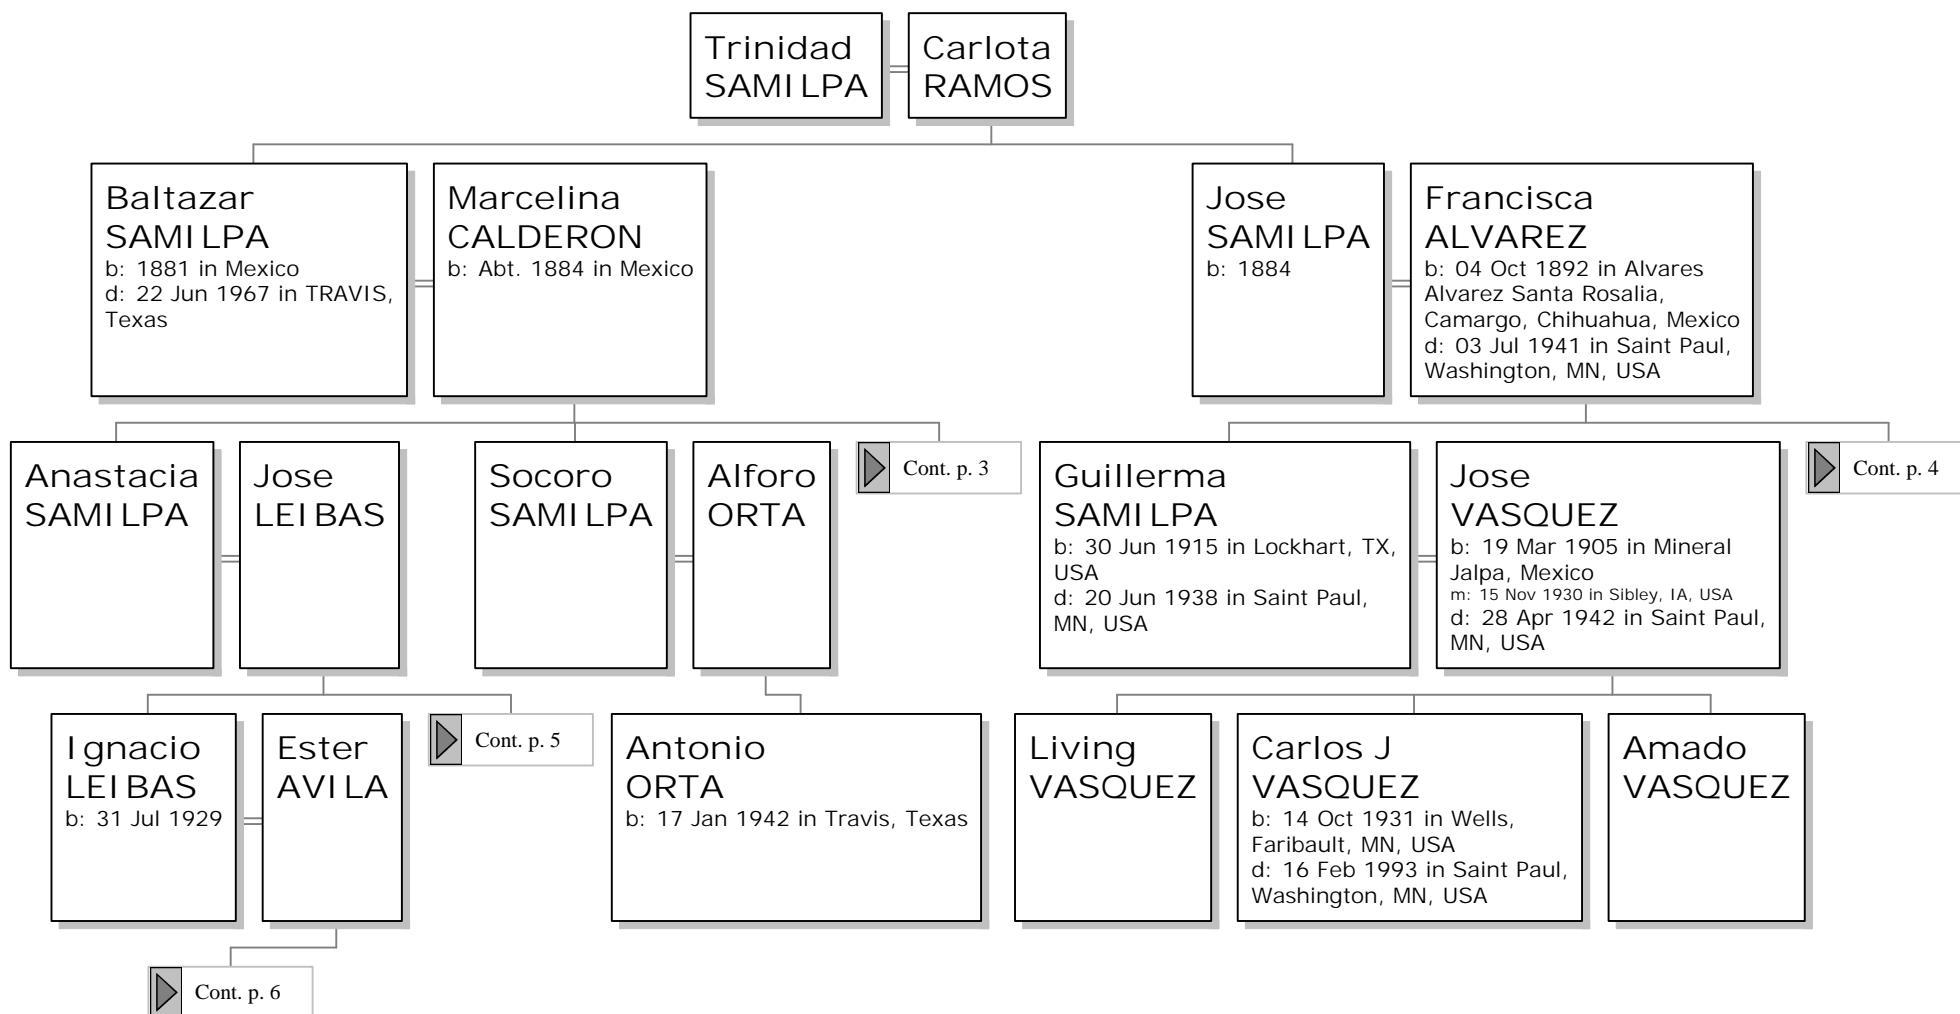 Trinidad
SAMILPA
Carlota
RAMOS
Baltazar
SAMILPA
b: 1881 in Mexico
d: 22 Jun 1967 in TRAVIS,
Texas
Marcelina
CALDERON
b: Abt. 1884 in Mexico
Jose
SAMILPA
b: 1884
Francisca
ALVAREZ
b: 04 Oct 1892 in Alvares
Alvarez Santa Rosalia,
Camargo, Chihuahua, Mexico
d: 03 Jul 1941 in Saint Paul,
Washington, MN, USA
Anastacia
SAMILPA
Jose
LEIBAS
Socoro
SAMILPA
Alforo
ORTA
Cont. p. 3
Guillerma
SAMILPA
b: 30 Jun 1915 in Lockhart, TX,
USA
d: 20 Jun 1938 in Saint Paul,
MN, USA
Jose
VASQUEZ
b: 19 Mar 1905 in Mineral
Jalpa, Mexico
m: 15 Nov 1930 in Sibley, IA, USA
d: 28 Apr 1942 in Saint Paul,
MN, USA
Cont. p. 4
Ignacio
LEIBAS
b: 31 Jul 1929
Ester
AVILA
Cont. p. 5
Antonio
ORTA
b: 17 Jan 1942 in Travis, Texas
Living
VASQUEZ
Carlos J
VASQUEZ
b: 14 Oct 1931 in Wells,
Faribault, MN, USA
d: 16 Feb 1993 in Saint Paul,
Washington, MN, USA
Amado
VASQUEZ
Cont. p. 6